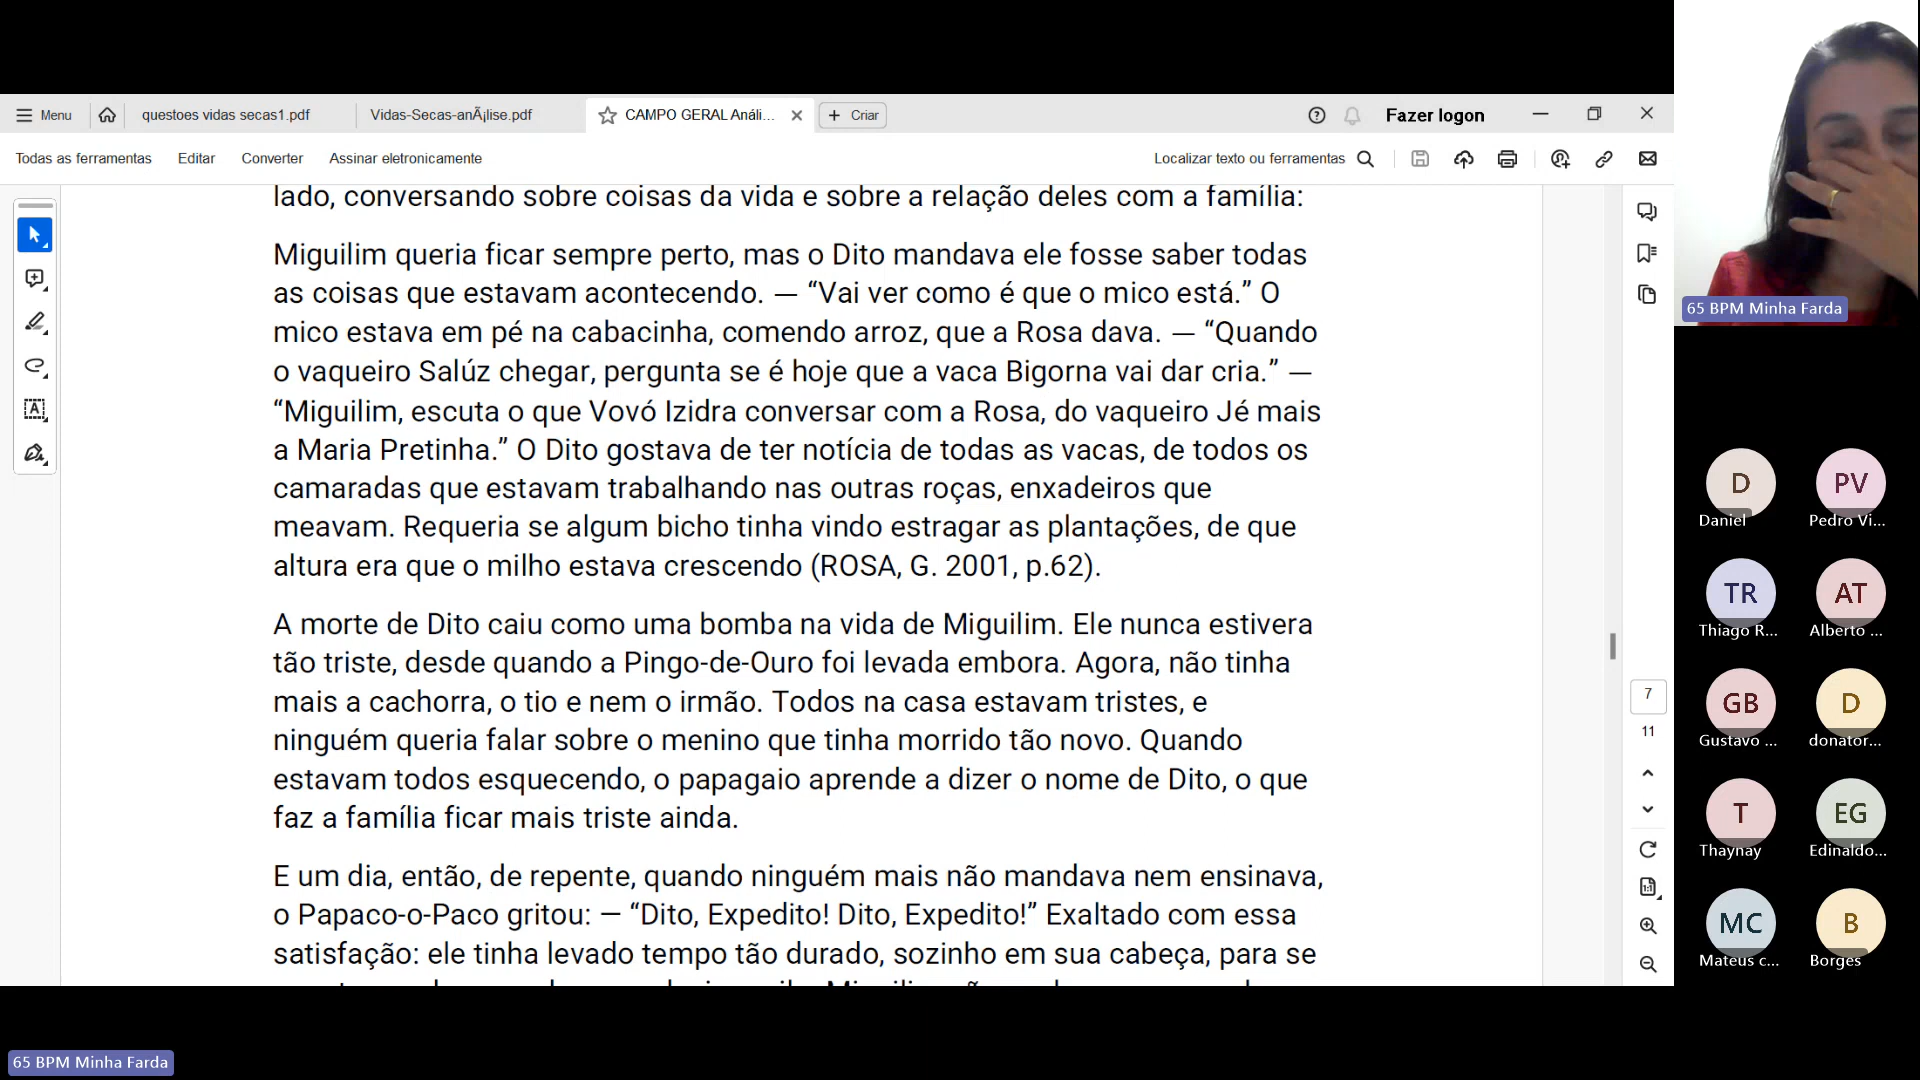 Menu
questoes vidas secas1.pdf
Vidas-Secas-anÃ¡lise.pdf
CAMPO GERAL Análi...
Criar
Fazer logon
Todas as ferramentas
Editar
Converter
Assinar eletronicamente
Localizar texto ou ferramentas
lado, conversando sobre coisas da vida e sobre a relação deles com a família:
Miguilim queria ficar sempre perto, mas o Dito mandava ele fosse saber todas
as coisas que estavam acontecendo. — “Vai ver como é que o mico está.” O
mico estava em pé na cabacinha, comendo arroz, que a Rosa dava. — “Quando
o vaqueiro Salúz chegar, pergunta se é hoje que a vaca Bigorna vai dar cria.” —
“Miguilim, escuta o que Vovó Izidra conversar com a Rosa, do vaqueiro Jé mais
a Maria Pretinha.” O Dito gostava de ter notícia de todas as vacas, de todos os
camaradas que estavam trabalhando nas outras roças, enxadeiros que
meavam. Requeria se algum bicho tinha vindo estragar as plantações, de que
altura era que o milho estava crescendo (ROSA, G. 2001, p.62).
A morte de Dito caiu como uma bomba na vida de Miguilim. Ele nunca estivera
tão triste, desde quando a Pingo-de-Ouro foi levada embora. Agora, não tinha
mais a cachorra, o tio e nem o irmão. Todos na casa estavam tristes, e
ninguém queria falar sobre o menino que tinha morrido tão novo. Quando
estavam todos esquecendo, o papagaio aprende a dizer o nome de Dito, o que
faz a família ficar mais triste ainda.
E um dia, então, de repente, quando ninguém mais não mandava nem ensinava,
o Papaco-o-Paco gritou: — “Dito, Expedito! Dito, Expedito!” Exaltado com essa
satisfação: ele tinha levado tempo tão durado, sozinho em sua cabeça, para se
7
11
65 BPM Minha Farda
D
Daniel
PV
Pedro Vi...
TR
Thiago R...
AT
Alberto ...
GB
Gustavo ...
D
donator...
T
Thaynay
EG
Edinaldo...
MC
Mateus c...
B
Borges
65 BPM Minha Farda